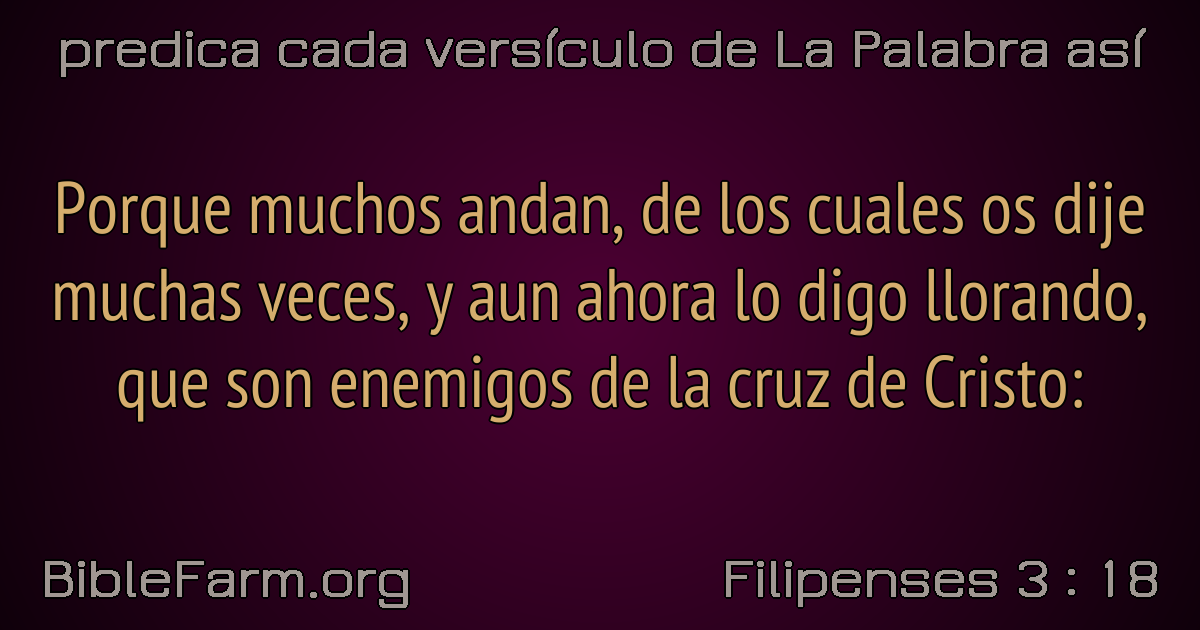 predica cada versículo de La Palabra así
Porque muchos andan, de los cuales os dije
muchas veces, y aun ahora lo digo llorando,
que son enemigos de la cruz de Cristo:
BibleFarm.org
Filipenses 3 : 18